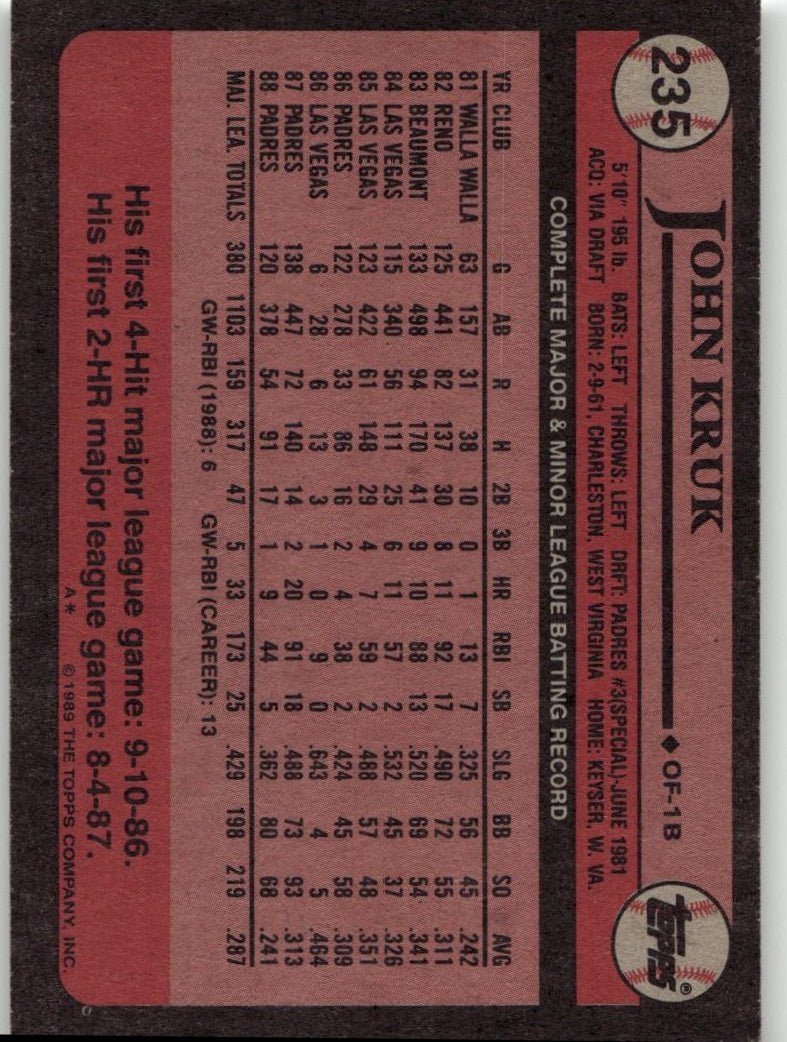 235
JOHN KRUK ◆ OF-1B
topps®
5'10" 195 lb. BATS: LEFT THROWS: LEFT DRFT: PADRES #3(SPECIAL)-JUNE 1981
ACQ: VIA DRAFT BORN: 2-9-61, CHARLESTON, WEST VIRGINIA HOME: KEYSER, W. VA.
COMPLETE MAJOR & MINOR LEAGUE BATTING RECORD
YR CLUB G AB R H 2B 3B HR RBI SB SLG BB SO AVG
81 WALLA WALLA 63 157 31 38 10 0 1 13 7 .325 56 45 .242
82 RENO 125 441 82 137 30 8 11 92 17 .490 72 55 .311
83 BEAUMONT 133 498 94 170 41 9 10 88 13 .520 69 54 .341
84 LAS VEGAS 115 340 56 111 25 6 11 57 2 .532 45 37 .326
85 LAS VEGAS 123 422 61 148 29 4 7 59 2 .488 57 48 .351
86 PADRES 122 278 33 86 16 2 4 38 2 .424 45 58 .309
86 LAS VEGAS 6 28 6 13 3 1 0 9 0 .643 4 5 .464
87 PADRES 138 447 72 140 14 2 20 91 18 .488 73 93 .313
88 PADRES 120 378 54 91 17 1 9 44 5 .362 80 68 .241
MAJ. LEA. TOTALS 380 1103 159 317 47 5 33 173 25 .429 198 219 .287
GW-RBI (1988): 6 GW-RBI (CAREER): 13
His first 4-Hit major league game: 9-10-86.
His first 2-HR major league game: 8-4-87.
A* © 1989 THE TOPPS COMPANY, INC.